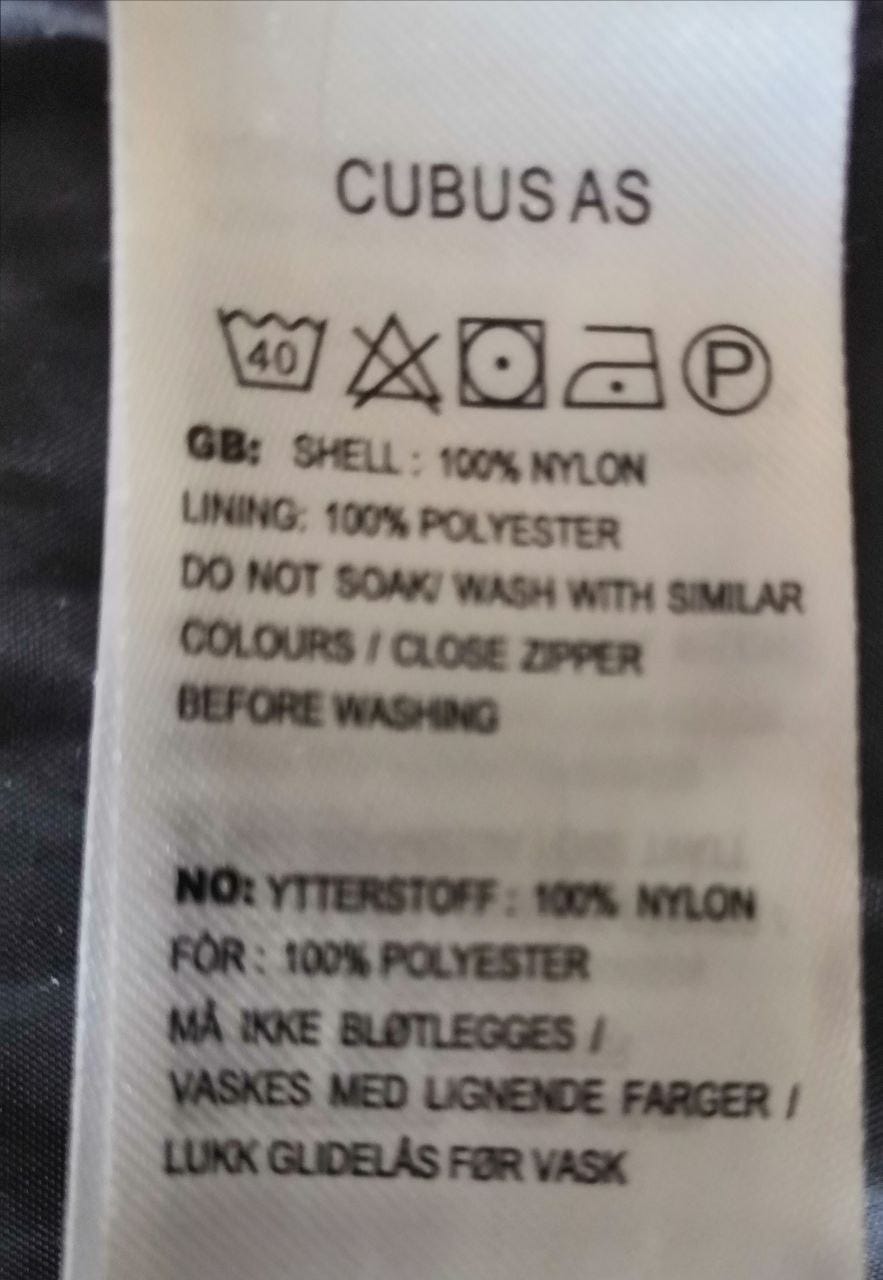 CUBUS AS
40 P
GB: SHELL : 100% NYLON
LINING: 100% POLYESTER
DO NOT SOAK/ WASH WITH SIMILAR
COLOURS / CLOSE ZIPPER
BEFORE WASHING
NO: YTTERSTOFF : 100% NYLON
FÔR : 100% POLYESTER
MÅ IKKE BLØTLEGGES /
VASKES MED LIGNENDE FARGER /
LUKK GLIDELÅS FØR VASK